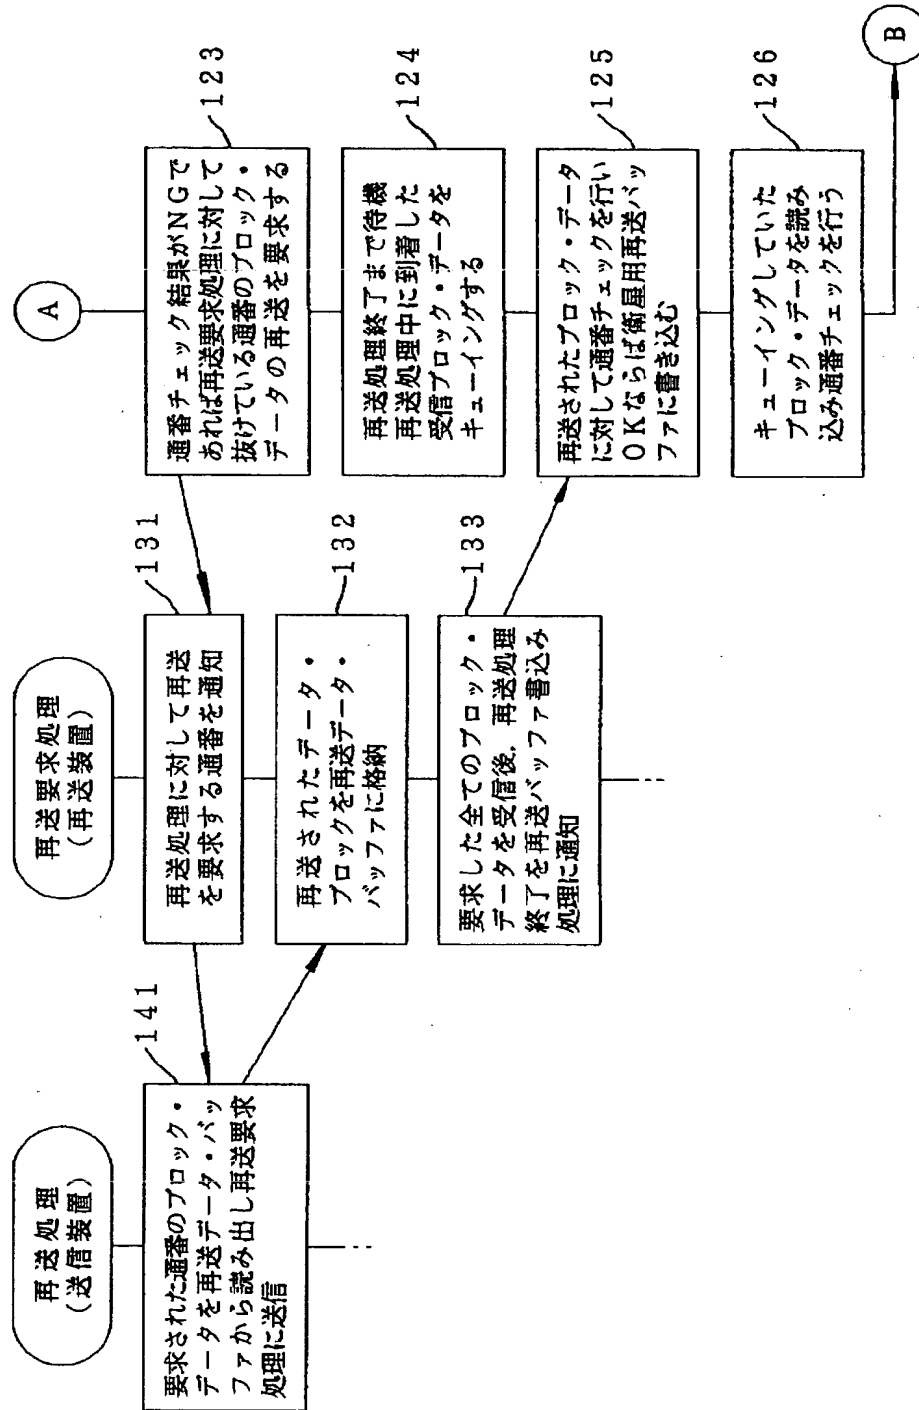 再送処理
(送信装置)
141
要求された通番のブロック・
データを再送データ・バッ
ファから読み出し再送要求
処理に送信
再送要求処理
(再送装置)
131
再送処理に対して再送
を要求する通番を通知
132
再送されたデータ・
ブロックを再送データ・
バッファに格納
133
要求した全てのブロック・
データを受信後，再送処理
終了を再送バッファ書込み
処理に通知
A
123
通番チェック結果がNGで
あれば再送要求処理に対して
抜けている通番のブロック・
データの再送を要求する
124
再送処理終了まで待機
再送処理中に到着した
受信ブロック・データを
キューイングする
125
再送されたブロック・データ
に対して通番チェックを行い
OKならば衛星用再送バッ
ファに書き込む
126
キューイングしていた
ブロック・データを読み
込み通番チェックを行う
B